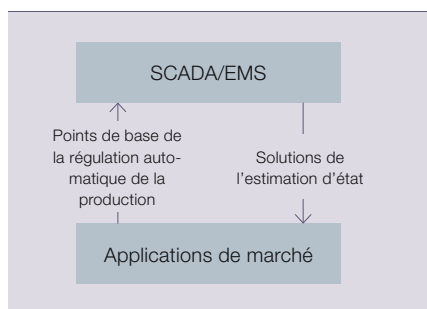 SCADA/EMS
Points de base de
la régulation auto-
matique de la
production
Solutions de
l'estimation d'état
Applications de marché